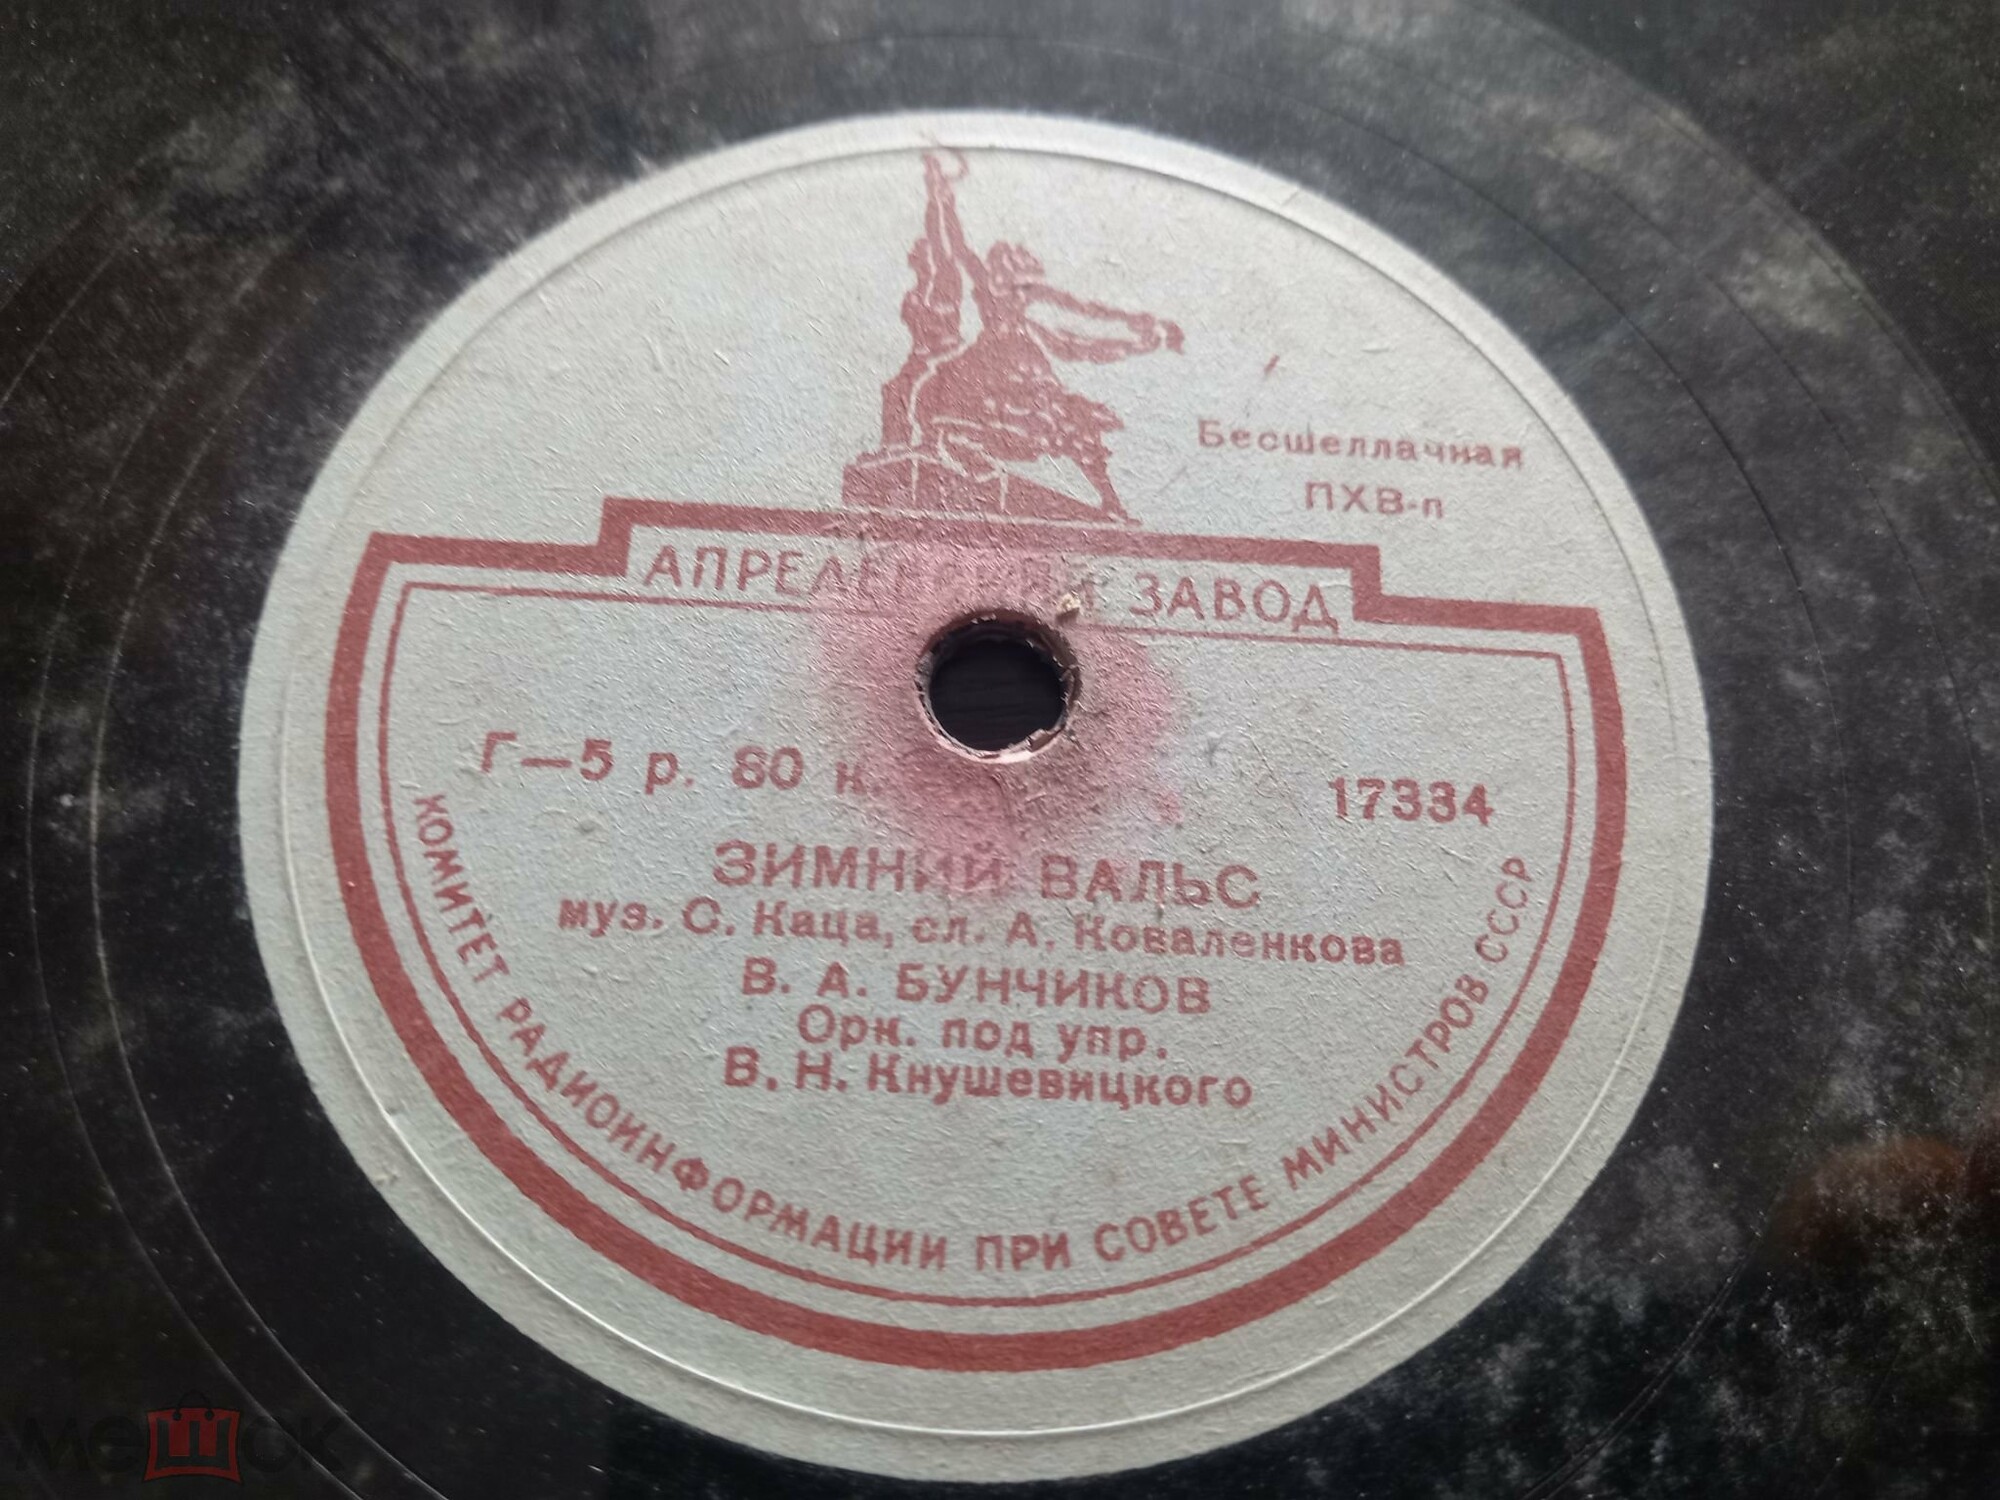 Бесшеллачная
ПХВ-п
АПРЕЛЕВСКИЙ ЗАВОД
Г—5 р. 80 к.
17334
ЗИМНИЙ ВАЛЬС
муз. С. Каца, сл. А. Коваленкова
В. А. БУНЧИКОВ
Орк. под упр.
В. Н. Кнушевицкого
КОМИТЕТ РАДИОИНФОРМАЦИИ ПРИ СОВЕТЕ МИНИСТРОВ СССР
мешок